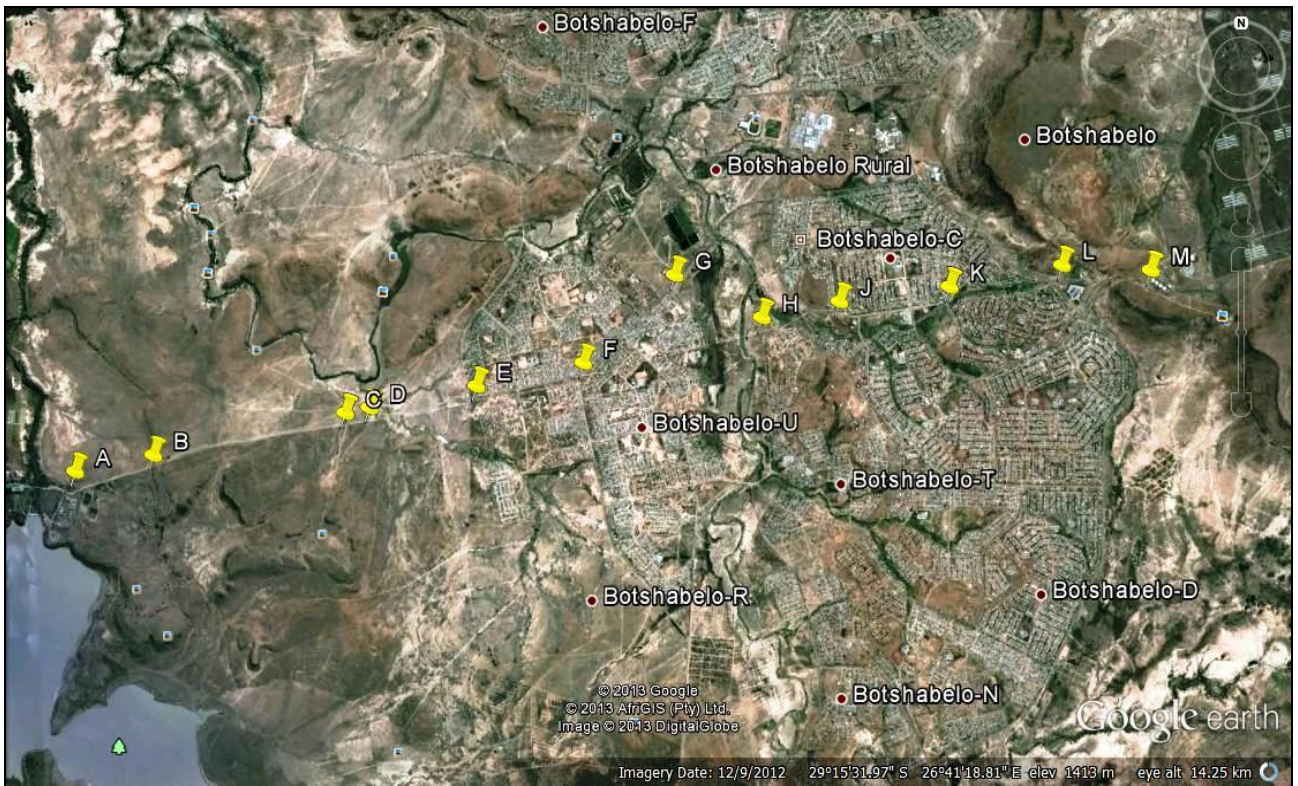 N
Botshabelo-F
Botshabelo
Botshabelo Rural
Botshabelo-C
L
M
G
K
J
H
F
E
D
C
Botshabelo-U
B
A
Botshabelo-T
Botshabelo-D
Botshabelo-R
Botshabelo-N
© 2013 Google
© 2013 AfriGIS (Pty) Ltd.
Image © 2013 DigitalGlobe
Google earth
Imagery Date: 12/9/2012 29°15'31.97" S 26°41'18.81" E elev 1413 m eye alt 14.25 km